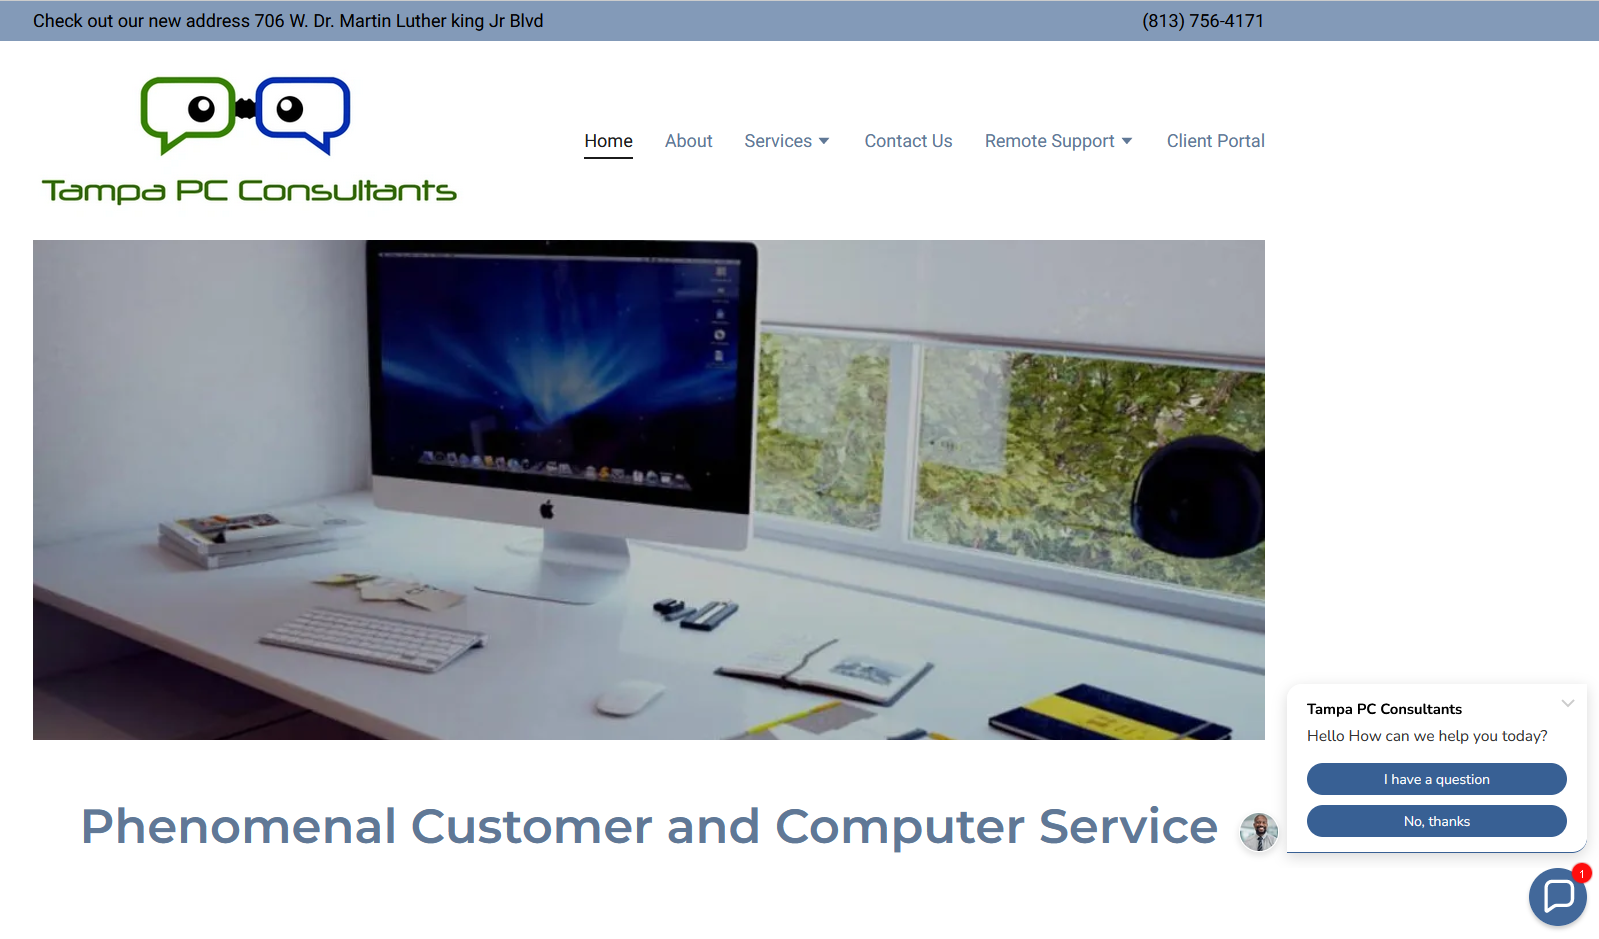 Check out our new address 706 W. Dr. Martin Luther king Jr Blvd
(813) 756-4171
Tampa PC Consultants
Home
About
Services
Contact Us
Remote Support
Client Portal
Phenomenal Customer and Computer Service
Tampa PC Consultants
Hello How can we help you today?
I have a question
No, thanks
1